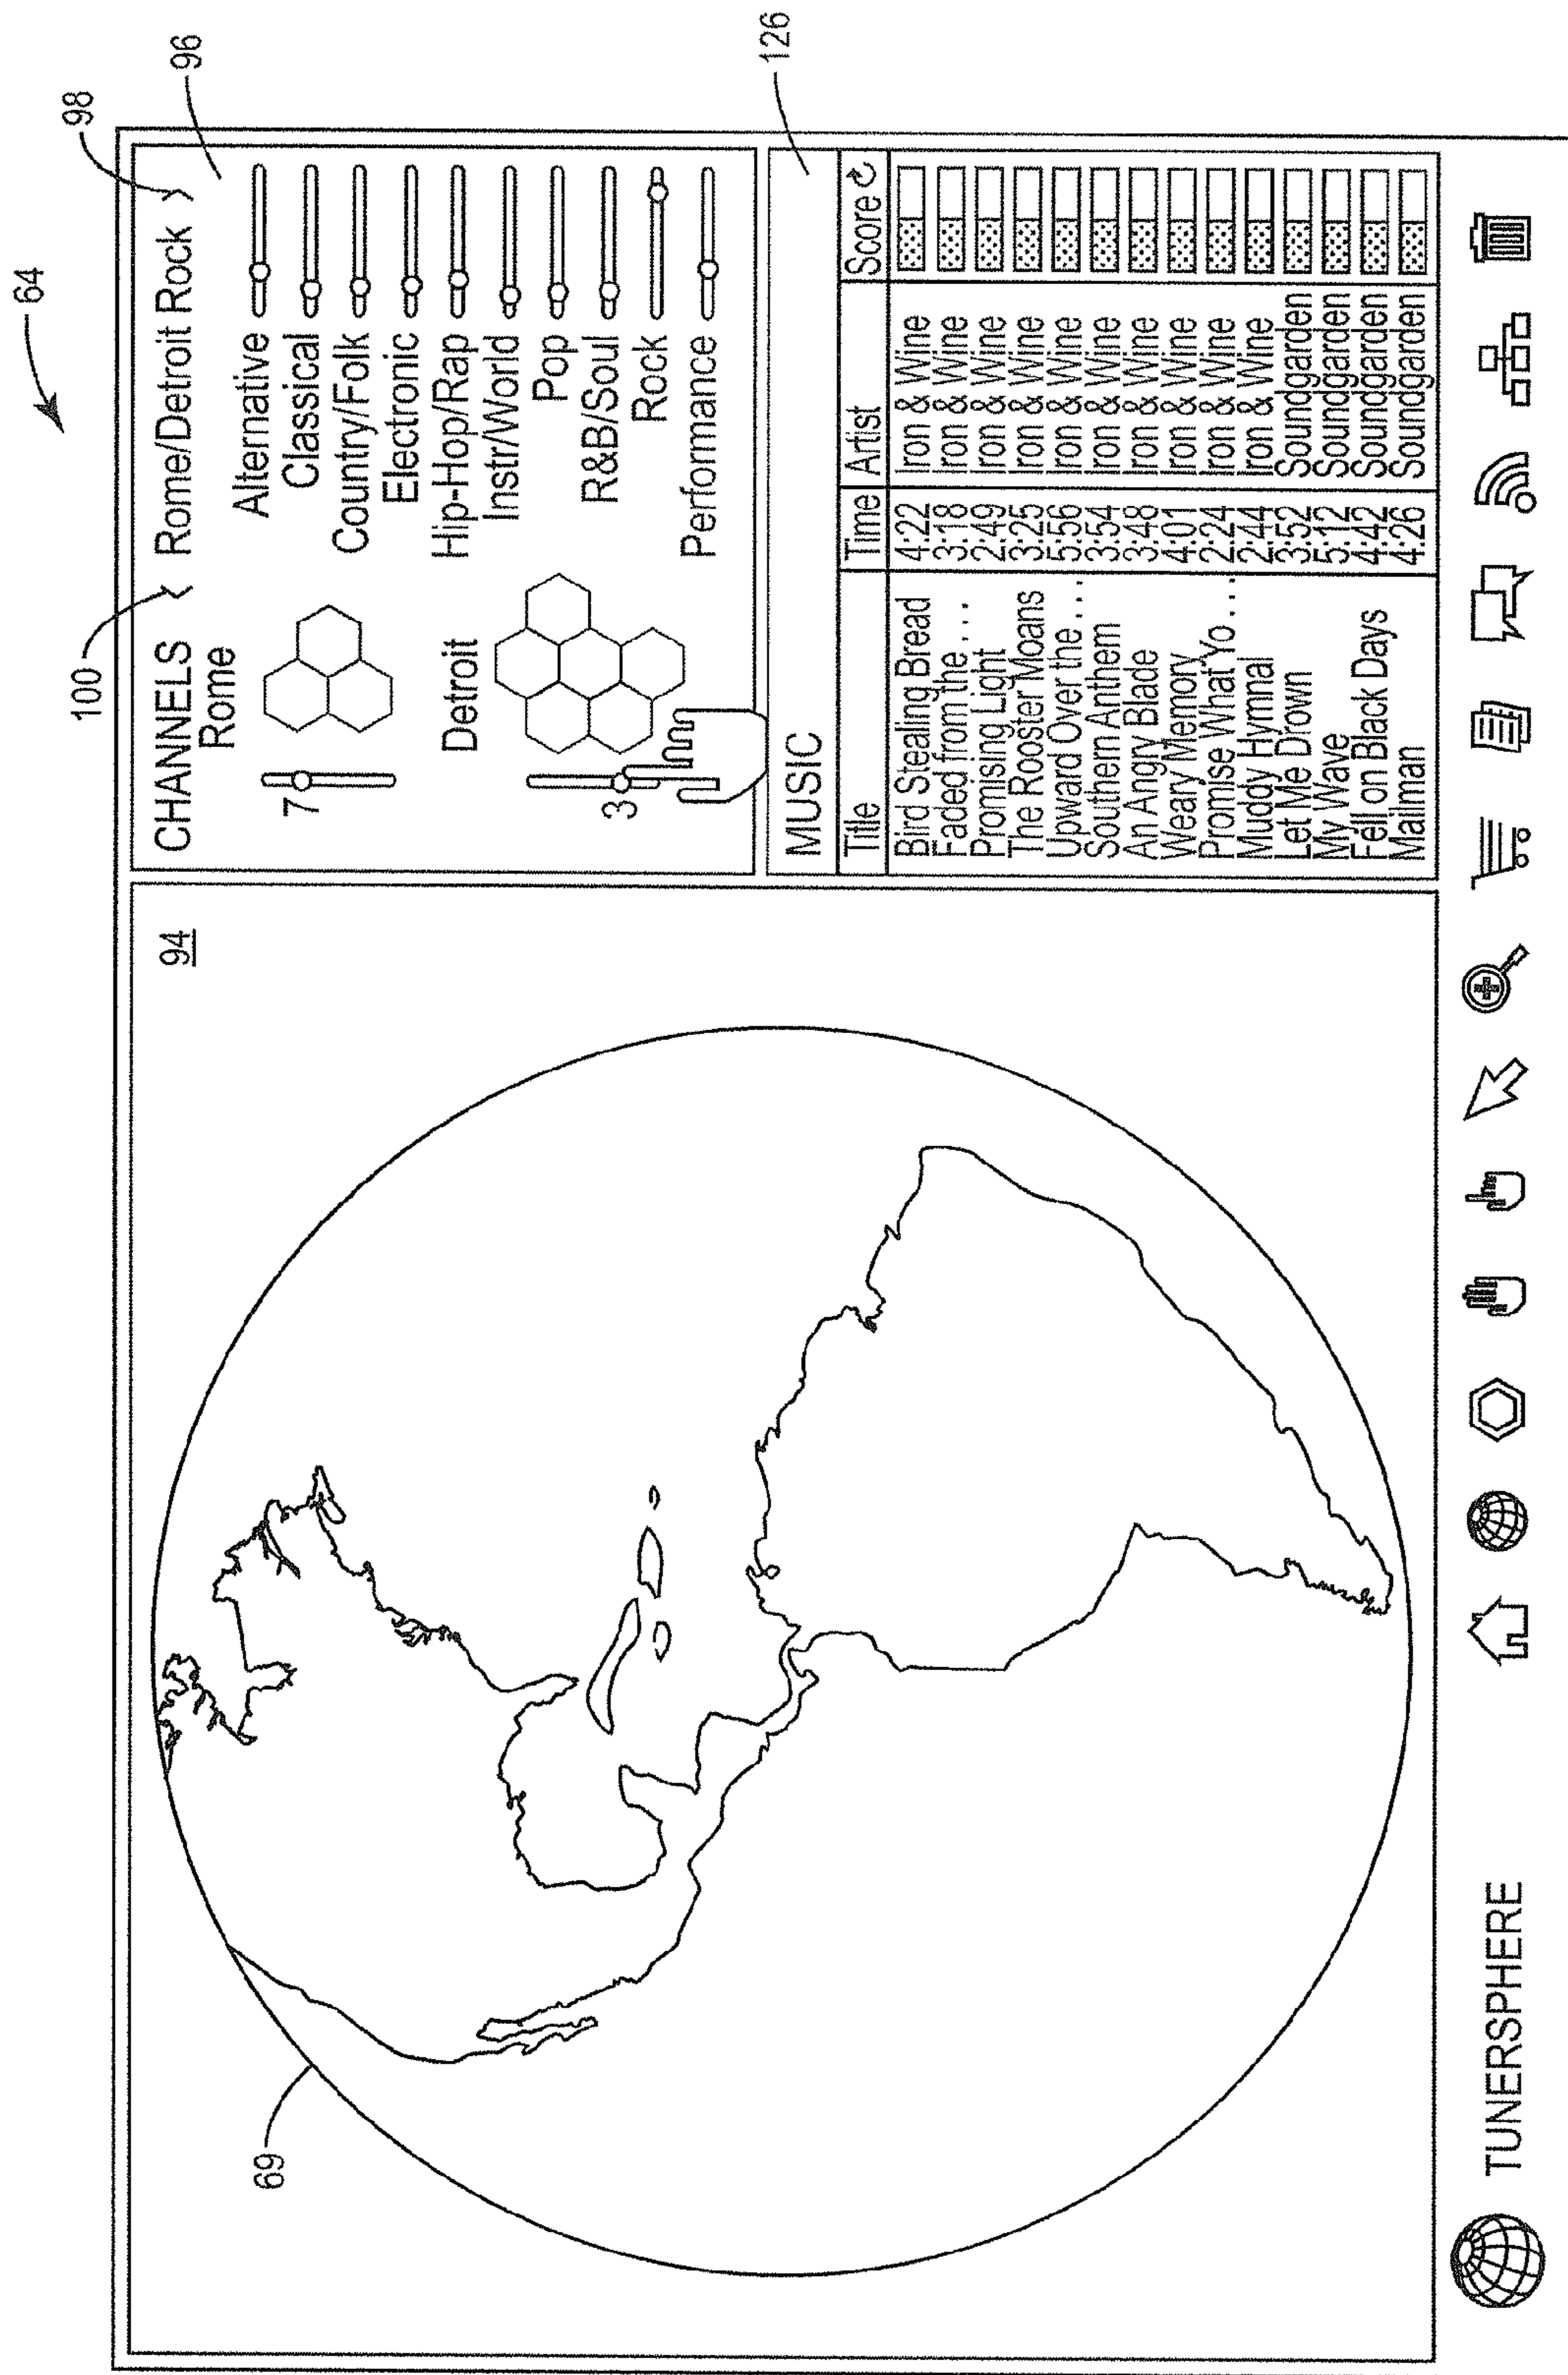 64
98
96
100
CHANNELS < Rome/Detroit Rock >
Rome
7
Detroit
3
Alternative
Classical
Country/Folk
Electronic
Hip-Hop/Rap
Instr/World
Pop
R&B/Soul
Rock
Performance
126
94
69
MUSIC
Title Time Artist Score
Bird Stealing Bread 4:22 Iron & Wine
Faded from the ... 3:18 Iron & Wine
Promising Light 2:49 Iron & Wine
The Rooster Moans 3:25 Iron & Wine
Upward Over the ... 5:56 Iron & Wine
Southern Anthem 3:54 Iron & Wine
An Angry Blade 3:48 Iron & Wine
Weary Memory 4:01 Iron & Wine
Promise What Yo... 2:24 Iron & Wine
Muddy Hymnal 2:44 Iron & Wine
Let Me Drown 3:52 Soundgarden
My Wave 5:12 Soundgarden
Fell on Black Days 4:42 Soundgarden
Mailman 4:26 Soundgarden
TUNERSPHERE